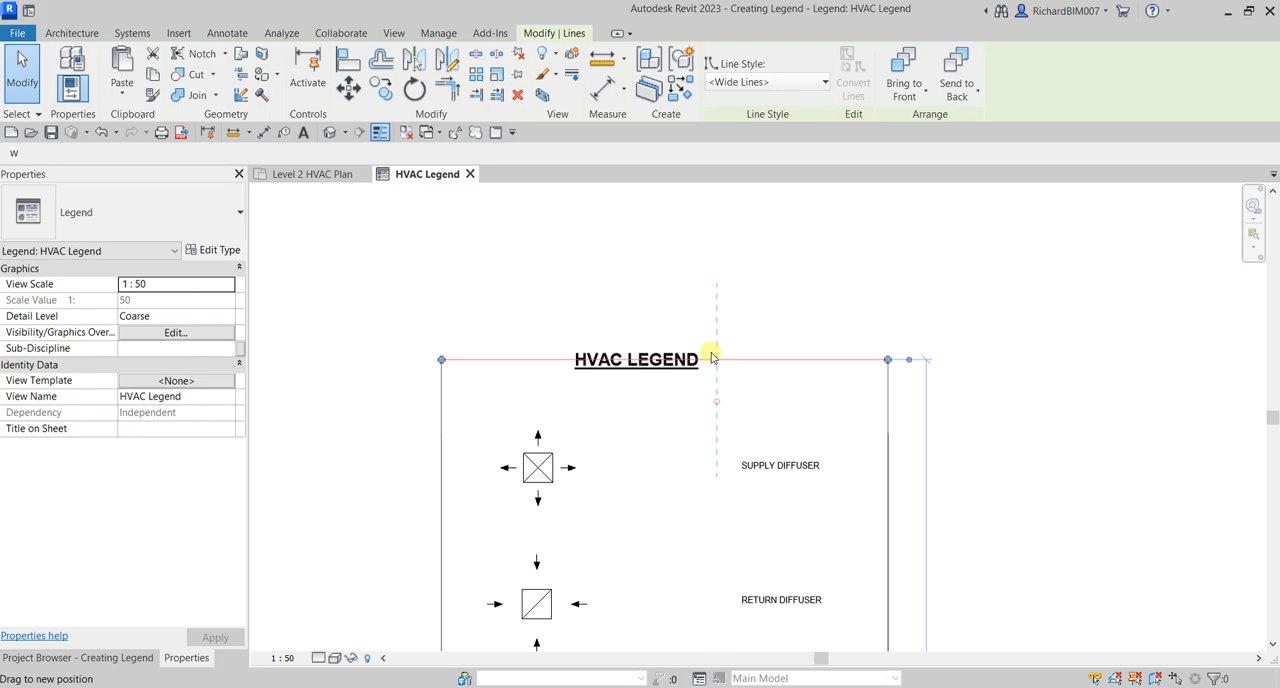 Autodesk Revit 2023 - Creating Legend - Legend: HVAC Legend
RichardBIM007
File
Architecture
Systems
Insert
Annotate
Analyze
Collaborate
View
Manage
Add-Ins
Modify | Lines
Modify
Paste
Notch
Cut
Join
Activate
Line Style:
<Wide Lines>
Convert
Lines
Bring to
Front
Send to
Back
Select
Properties
Clipboard
Geometry
Controls
Modify
View
Measure
Create
Line Style
Edit
Arrange
W
Properties
Level 2 HVAC Plan
HVAC Legend
Legend
Legend: HVAC Legend
Edit Type
Graphics
View Scale
1 : 50
Scale Value 1:
50
Detail Level
Coarse
Visibility/Graphics Over...
Edit...
Sub-Discipline
Identity Data
View Template
<None>
View Name
HVAC Legend
Dependency
Independent
Title on Sheet
HVAC LEGEND
SUPPLY DIFFUSER
RETURN DIFFUSER
Properties help
Apply
Project Browser - Creating Legend
Properties
1 : 50
Drag to new position
:0
Main Model
:0